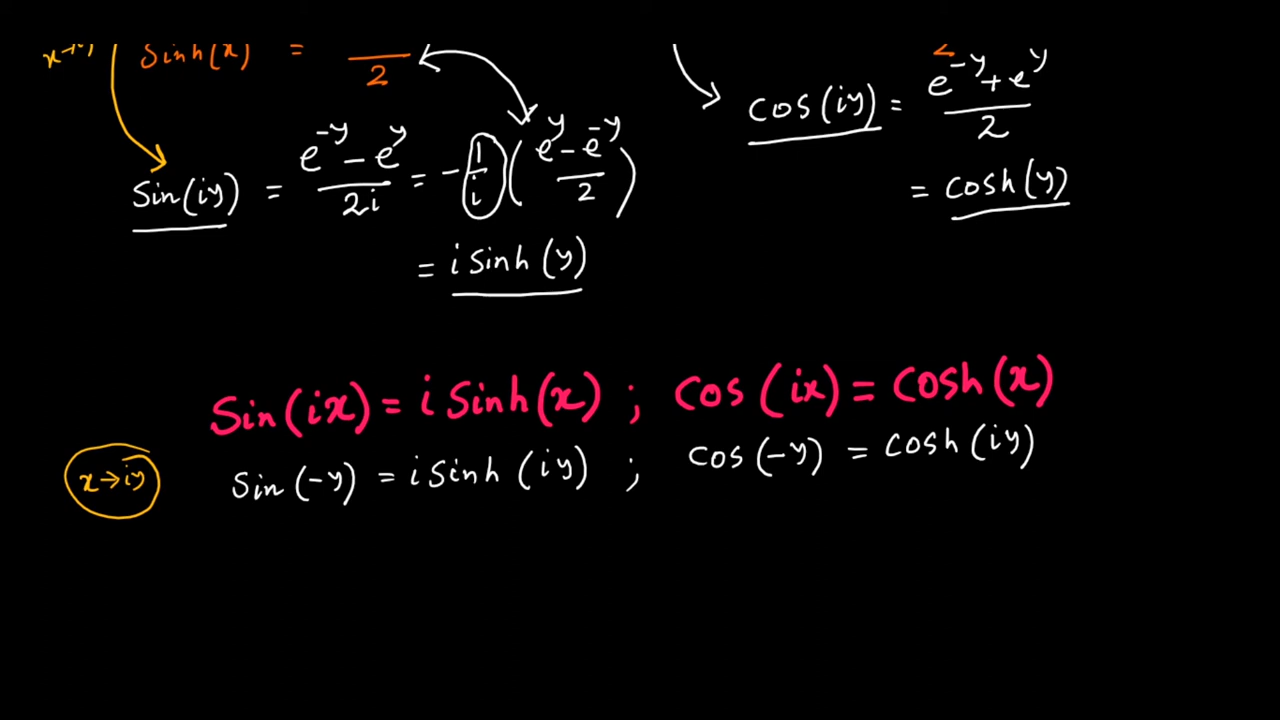 x→iy Sinh(x) = / 2
cos(iy) = (e^-y + e^y) / 2
Sin(iy) = (e^-y - e^y) / 2i = -1/i ((e^y - e^-y) / 2)
= cosh(y)
= i Sinh(y)
Sin(ix) = i Sinh(x) ; Cos(ix) = Cosh(x)
x→iy Sin(-y) = i Sinh(iy) ; Cos(-y) = Cosh(iy)